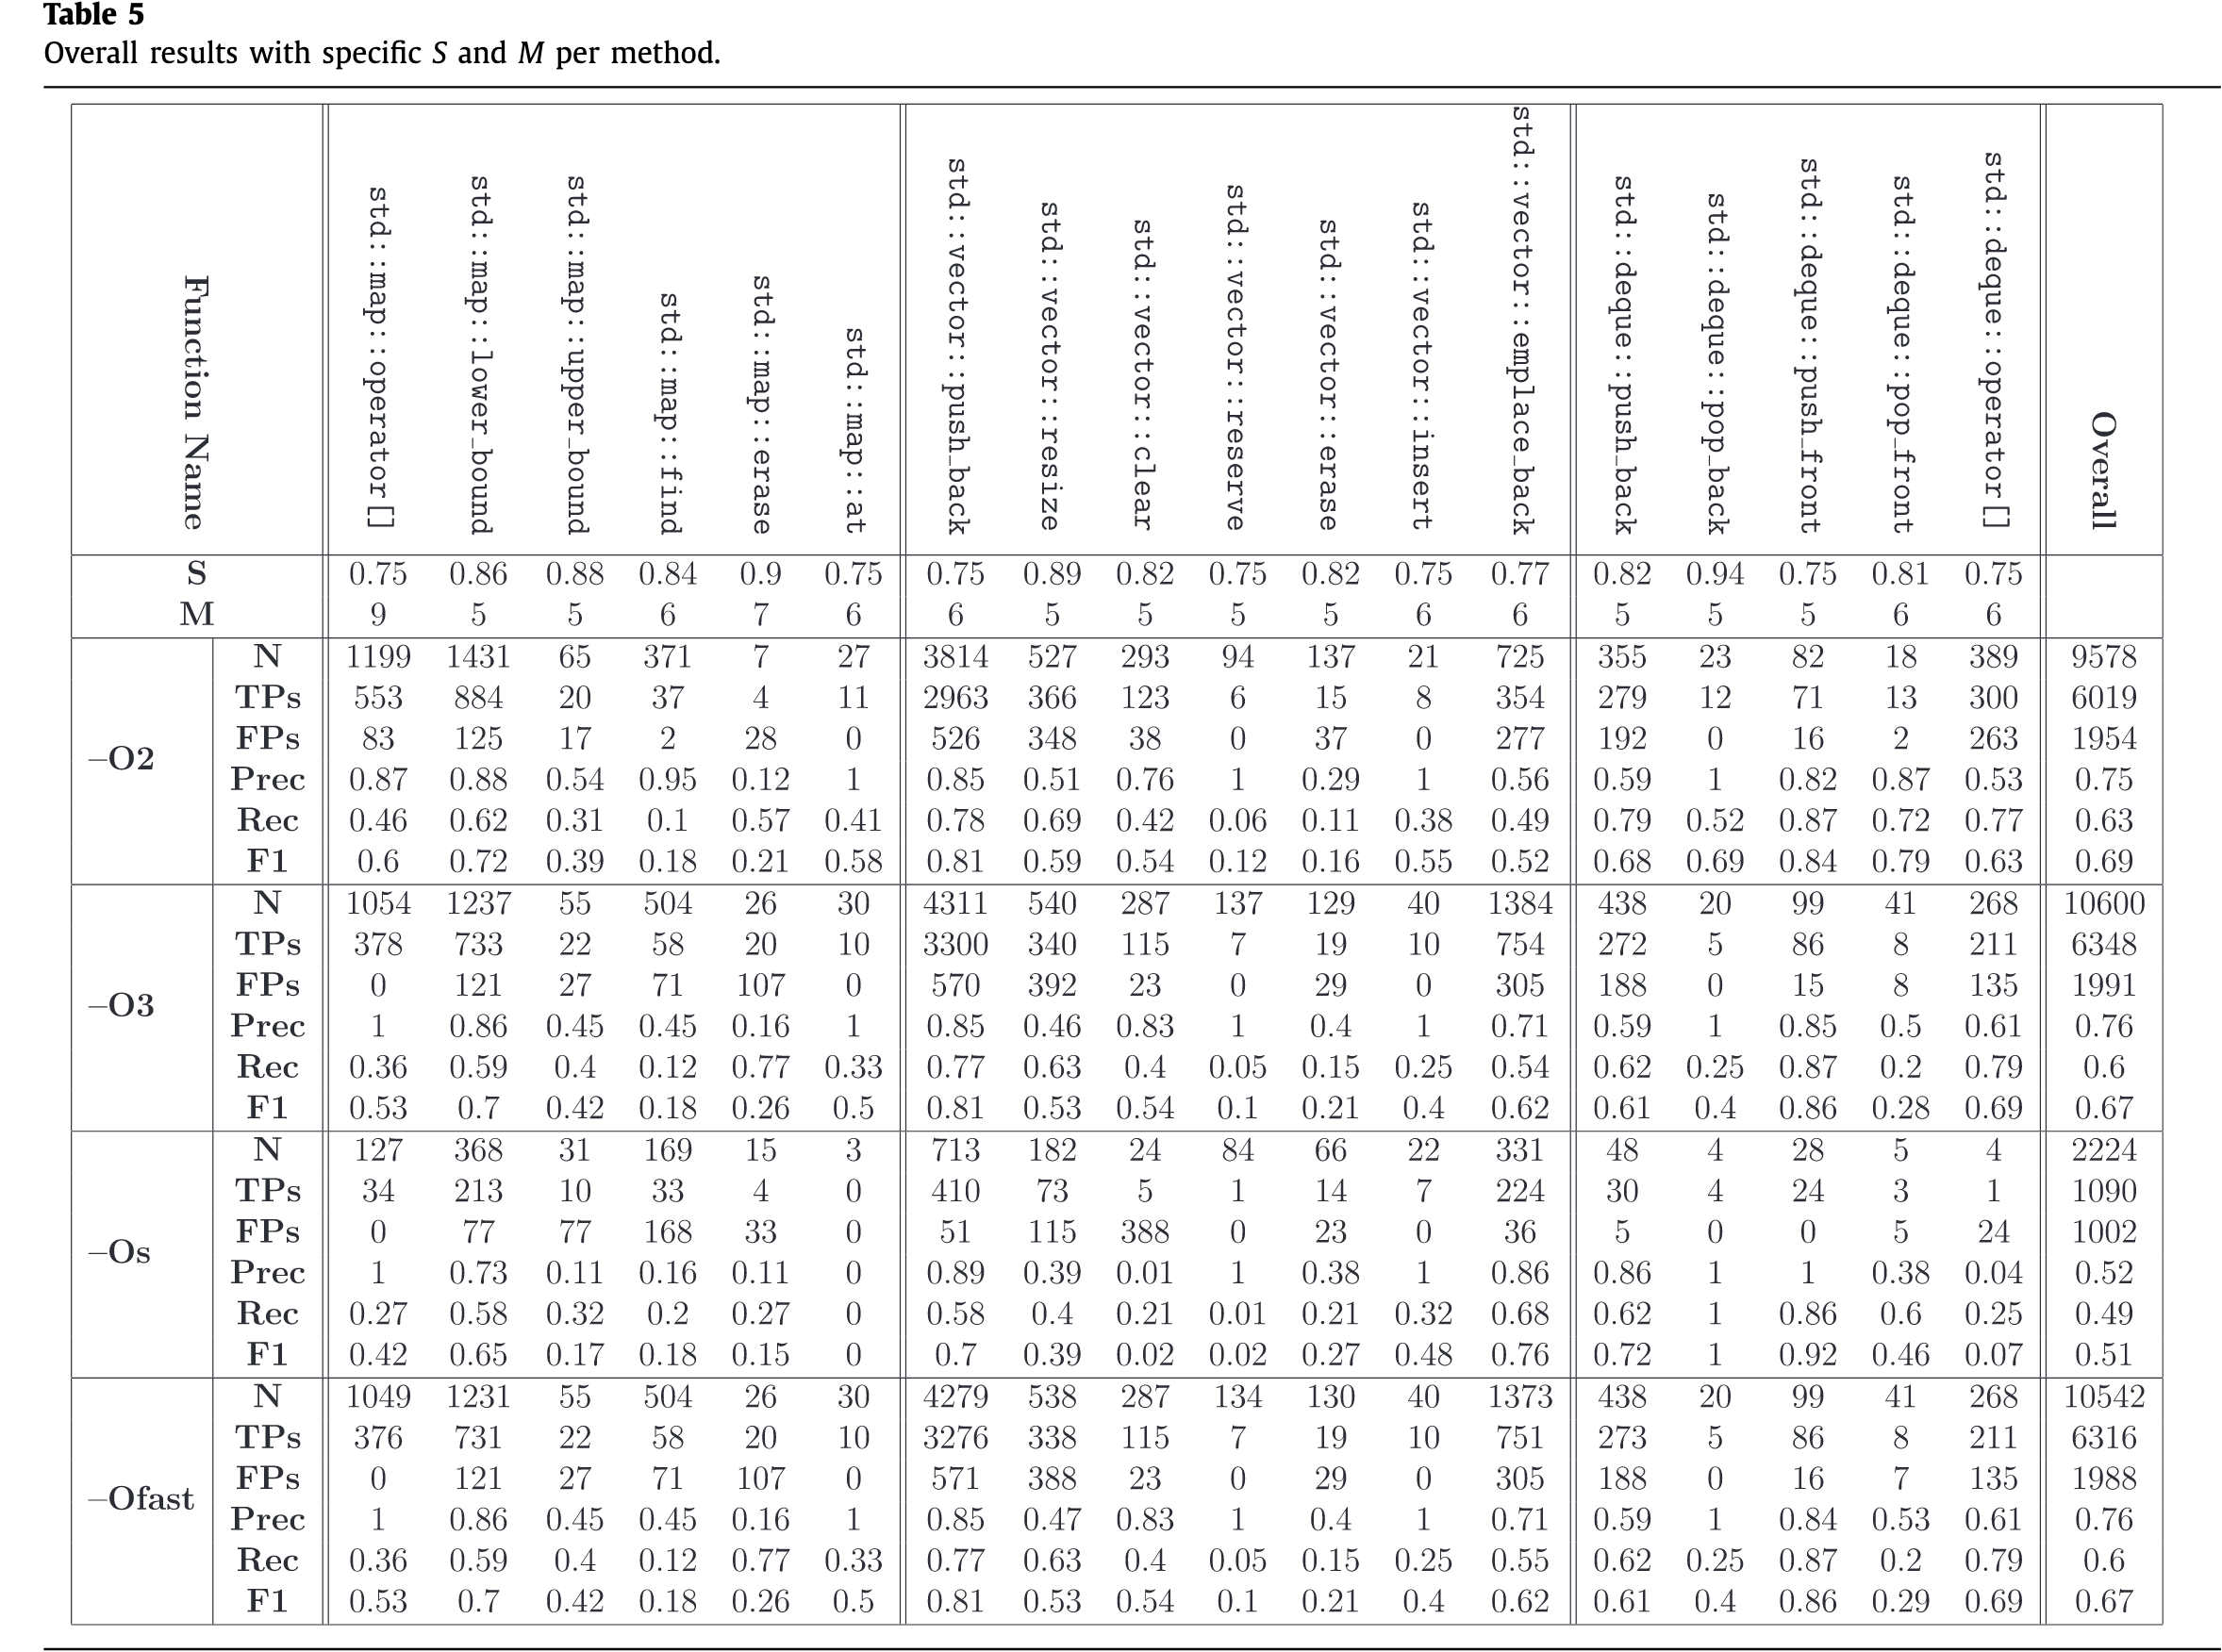 Table 5
Overall results with specific S and M per method.
Function Name std::map::operator[] std::map::lower_bound std::map::upper_bound std::map::find std::map::erase std::map::at std::vector::push_back std::vector::resize std::vector::clear std::vector::reserve std::vector::erase std::vector::insert std::vector::emplace_back std::deque::push_back std::deque::pop_back std::deque::push_front std::deque::pop_front std::deque::operator[] Overall
S 0.75 0.86 0.88 0.84 0.9 0.75 0.75 0.89 0.82 0.75 0.82 0.75 0.77 0.82 0.94 0.75 0.81 0.75
M 9 5 5 6 7 6 6 5 5 5 5 6 6 5 5 5 6 6
–O2
N 1199 1431 65 371 7 27 3814 527 293 94 137 21 725 355 23 82 18 389 9578
TPs 553 884 20 37 4 11 2963 366 123 6 15 8 354 279 12 71 13 300 6019
FPs 83 125 17 2 28 0 526 348 38 0 37 0 277 192 0 16 2 263 1954
Prec 0.87 0.88 0.54 0.95 0.12 1 0.85 0.51 0.76 1 0.29 1 0.56 0.59 1 0.82 0.87 0.53 0.75
Rec 0.46 0.62 0.31 0.1 0.57 0.41 0.78 0.69 0.42 0.06 0.11 0.38 0.49 0.79 0.52 0.87 0.72 0.77 0.63
F1 0.6 0.72 0.39 0.18 0.21 0.58 0.81 0.59 0.54 0.12 0.16 0.55 0.52 0.68 0.69 0.84 0.79 0.63 0.69
–O3
N 1054 1237 55 504 26 30 4311 540 287 137 129 40 1384 438 20 99 41 268 10600
TPs 378 733 22 58 20 10 3300 340 115 7 19 10 754 272 5 86 8 211 6348
FPs 0 121 27 71 107 0 570 392 23 0 29 0 305 188 0 15 8 135 1991
Prec 1 0.86 0.45 0.45 0.16 1 0.85 0.46 0.83 1 0.4 1 0.71 0.59 1 0.85 0.5 0.61 0.76
Rec 0.36 0.59 0.4 0.12 0.77 0.33 0.77 0.63 0.4 0.05 0.15 0.25 0.54 0.62 0.25 0.87 0.2 0.79 0.6
F1 0.53 0.7 0.42 0.18 0.26 0.5 0.81 0.53 0.54 0.1 0.21 0.4 0.62 0.61 0.4 0.86 0.28 0.69 0.67
–Os
N 127 368 31 169 15 3 713 182 24 84 66 22 331 48 4 28 5 4 2224
TPs 34 213 10 33 4 0 410 73 5 1 14 7 224 30 4 24 3 1 1090
FPs 0 77 77 168 33 0 51 115 388 0 23 0 36 5 0 0 5 24 1002
Prec 1 0.73 0.11 0.16 0.11 0 0.89 0.39 0.01 1 0.38 1 0.86 0.86 1 1 0.38 0.04 0.52
Rec 0.27 0.58 0.32 0.2 0.27 0 0.58 0.4 0.21 0.01 0.21 0.32 0.68 0.62 1 0.86 0.6 0.25 0.49
F1 0.42 0.65 0.17 0.18 0.15 0 0.7 0.39 0.02 0.02 0.27 0.48 0.76 0.72 1 0.92 0.46 0.07 0.51
–Ofast
N 1049 1231 55 504 26 30 4279 538 287 134 130 40 1373 438 20 99 41 268 10542
TPs 376 731 22 58 20 10 3276 338 115 7 19 10 751 273 5 86 8 211 6316
FPs 0 121 27 71 107 0 571 388 23 0 29 0 305 188 0 16 7 135 1988
Prec 1 0.86 0.45 0.45 0.16 1 0.85 0.47 0.83 1 0.4 1 0.71 0.59 1 0.84 0.53 0.61 0.76
Rec 0.36 0.59 0.4 0.12 0.77 0.33 0.77 0.63 0.4 0.05 0.15 0.25 0.55 0.62 0.25 0.87 0.2 0.79 0.6
F1 0.53 0.7 0.42 0.18 0.26 0.5 0.81 0.53 0.54 0.1 0.21 0.4 0.62 0.61 0.4 0.86 0.29 0.69 0.67